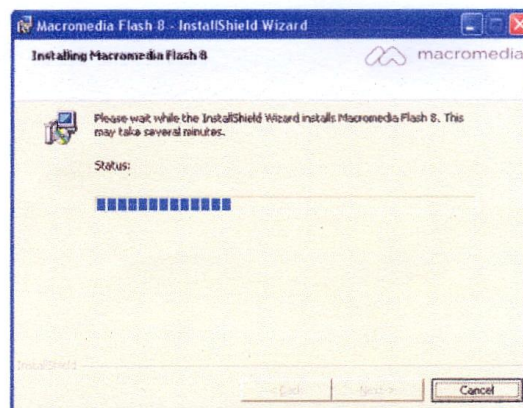 Macromedia Flash 8 - InstallShield Wizard
Installing Macromedia Flash 8
macromedia
Please wait while the InstallShield Wizard installs Macromedia Flash 8. This
may take several minutes.
Status:
InstallShield
< Back
Next >
Cancel